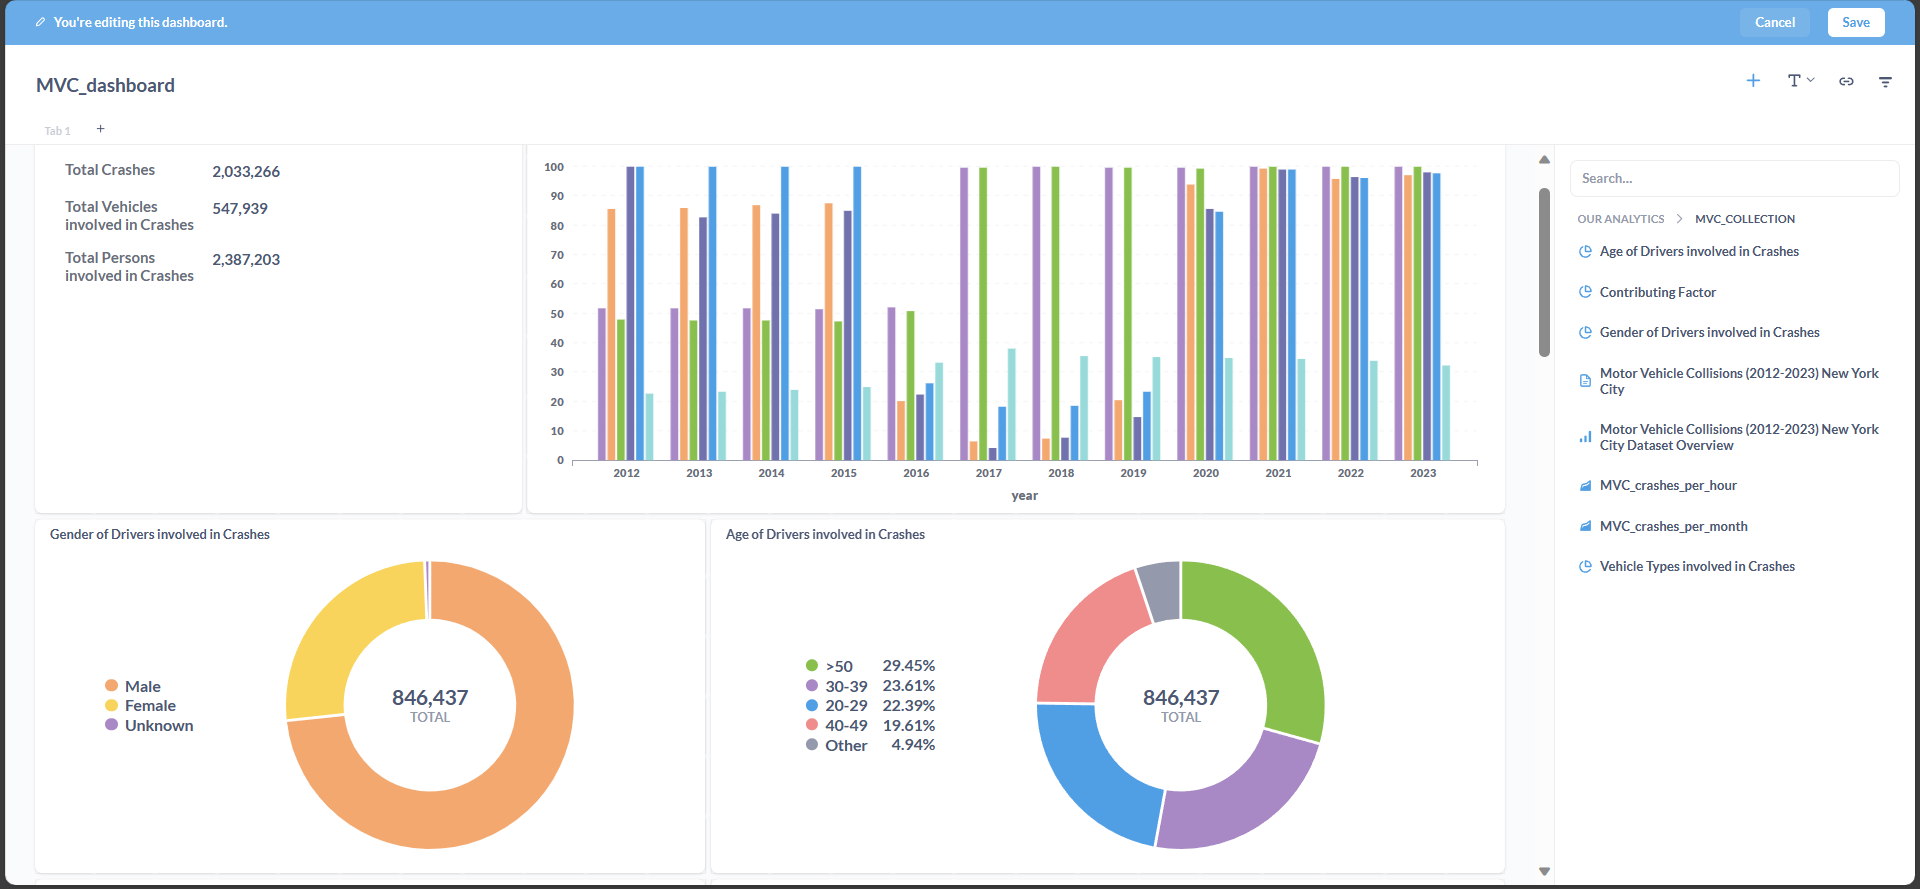 You're editing this dashboard.
Cancel
Save
MVC_dashboard
T
Tab 1
+
Total Crashes 2,033,266
Total Vehicles involved in Crashes 547,939
Total Persons involved in Crashes 2,387,203
100
90
80
70
60
50
40
30
20
10
0
2012 2013 2014 2015 2016 2017 2018 2019 2020 2021 2022 2023
year
Gender of Drivers involved in Crashes
Male
Female
Unknown
846,437
TOTAL
Age of Drivers involved in Crashes
>50 29.45%
30-39 23.61%
20-29 22.39%
40-49 19.61%
Other 4.94%
846,437
TOTAL
Search...
OUR ANALYTICS > MVC_COLLECTION
Age of Drivers involved in Crashes
Contributing Factor
Gender of Drivers involved in Crashes
Motor Vehicle Collisions (2012-2023) New York
City
Motor Vehicle Collisions (2012-2023) New York
City Dataset Overview
MVC_crashes_per_hour
MVC_crashes_per_month
Vehicle Types involved in Crashes